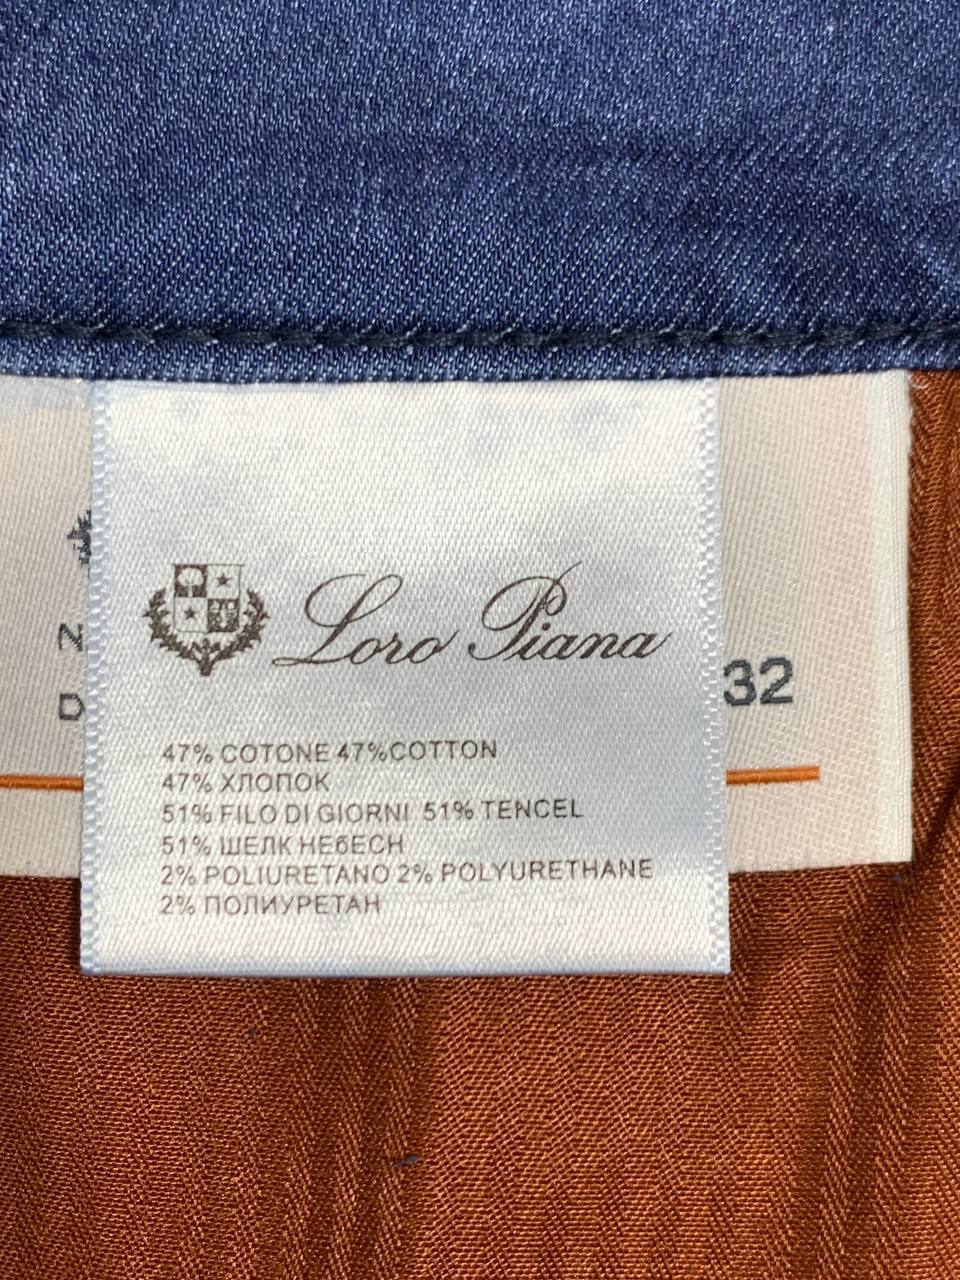 Loro Piana
32
47% COTONE 47%COTTON
47% ХЛОПОК
51% FILO DI GIORNI 51% TENCEL
51% ШЕЛК НЕбЕСН
2% POLIURETANO 2% POLYURETHANE
2% ПОЛИУРЕТАН